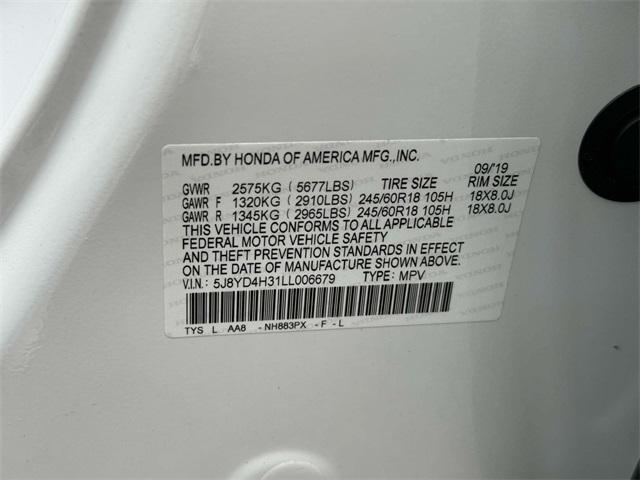 MFD.BY HONDA OF AMERICA MFG.,INC.
09/'19
GVWR 2575KG (5677LBS) TIRE SIZE RIM SIZE
GAWR F 1320KG (2910LBS) 245/60R18 105H 18X8.0J
GAWR R 1345KG (2965LBS) 245/60R18 105H 18X8.0J
THIS VEHICLE CONFORMS TO ALL APPLICABLE
FEDERAL MOTOR VEHICLE SAFETY
AND THEFT PREVENTION STANDARDS IN EFFECT
ON THE DATE OF MANUFACTURE SHOWN ABOVE.
V.I.N.: 5J8YD4H31LL006679 TYPE: MPV
TYS L AA8 -NH883PX -F-L